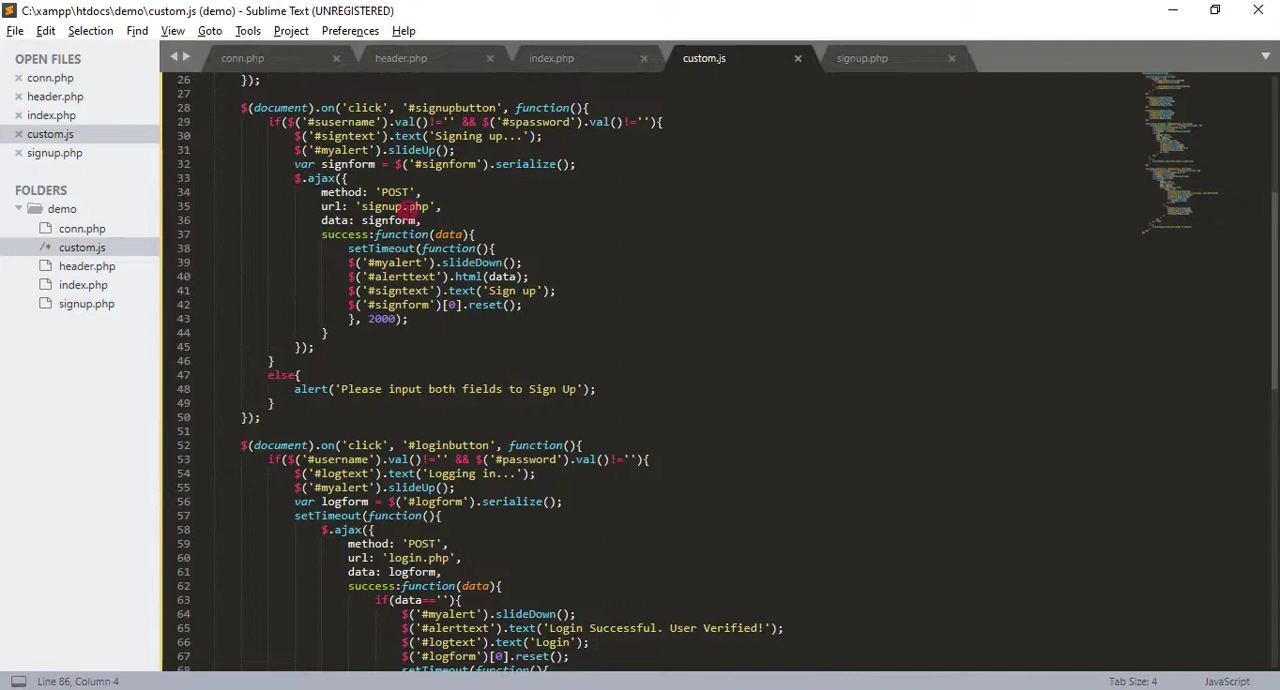 C:\xampp\htdocs\demo\custom.js (demo) - Sublime Text (UNREGISTERED)
File Edit Selection Find View Goto Tools Project Preferences Help
OPEN FILES
conn.php
header.php
index.php
custom.js
signup.php
FOLDERS
demo
conn.php
/* custom.js
header.php
index.php
signup.php
conn.php header.php index.php custom.js signup.php
26 });
27
28 $(document).on('click', '#signupbutton', function(){
29 if($('#susername').val()!='' && $('#spassword').val()!=''){
30 $('#signtext').text('Signing up...');
31 $('#myalert').slideUp();
32 var signform = $('#signform').serialize();
33 $.ajax({
34 method: 'POST',
35 url: 'signup.php',
36 data: signform,
37 success:function(data){
38 setTimeout(function(){
39 $('#myalert').slideDown();
40 $('#alerttext').html(data);
41 $('#signtext').text('Sign up');
42 $('#signform')[0].reset();
43 }, 2000);
44 }
45 });
46 }
47 else{
48 alert('Please input both fields to Sign Up');
49 }
50 });
51
52 $(document).on('click', '#loginbutton', function(){
53 if($('#username').val()!='' && $('#password').val()!=''){
54 $('#logtext').text('Logging in...');
55 $('#myalert').slideUp();
56 var logform = $('#logform').serialize();
57 setTimeout(function(){
58 $.ajax({
59 method: 'POST',
60 url: 'login.php',
61 data: logform,
62 success:function(data){
63 if(data==''){
64 $('#myalert').slideDown();
65 $('#alerttext').text('Login Successful. User Verified!');
66 $('#logtext').text('Login');
67 $('#logform')[0].reset();
68 setTimeout(function(){
Line 86, Column 4
Tab Size: 4
JavaScript